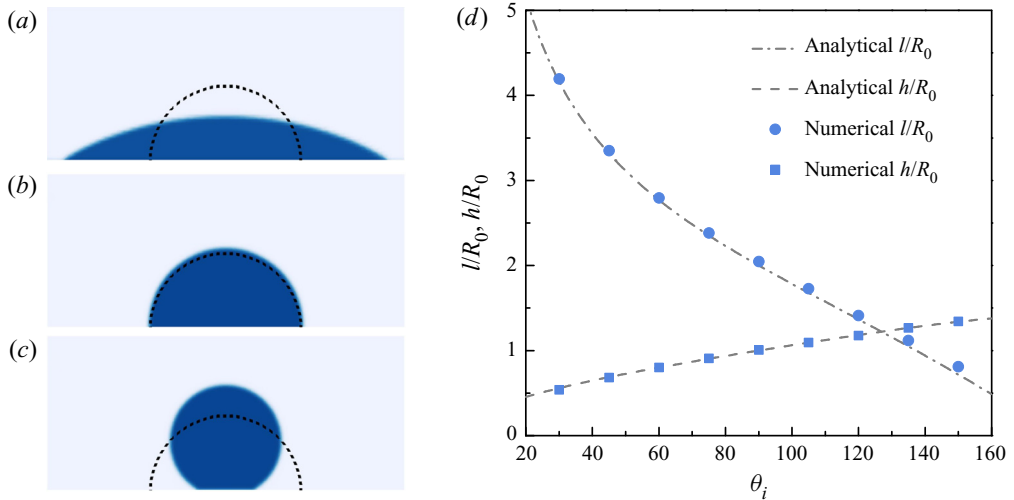 (a)
(b)
(c)
(d)
5
4
3
2
1
0
l/R₀, h/R₀
Analytical l/R₀
Analytical h/R₀
Numerical l/R₀
Numerical h/R₀
20 40 60 80 100 120 140 160
θᵢ